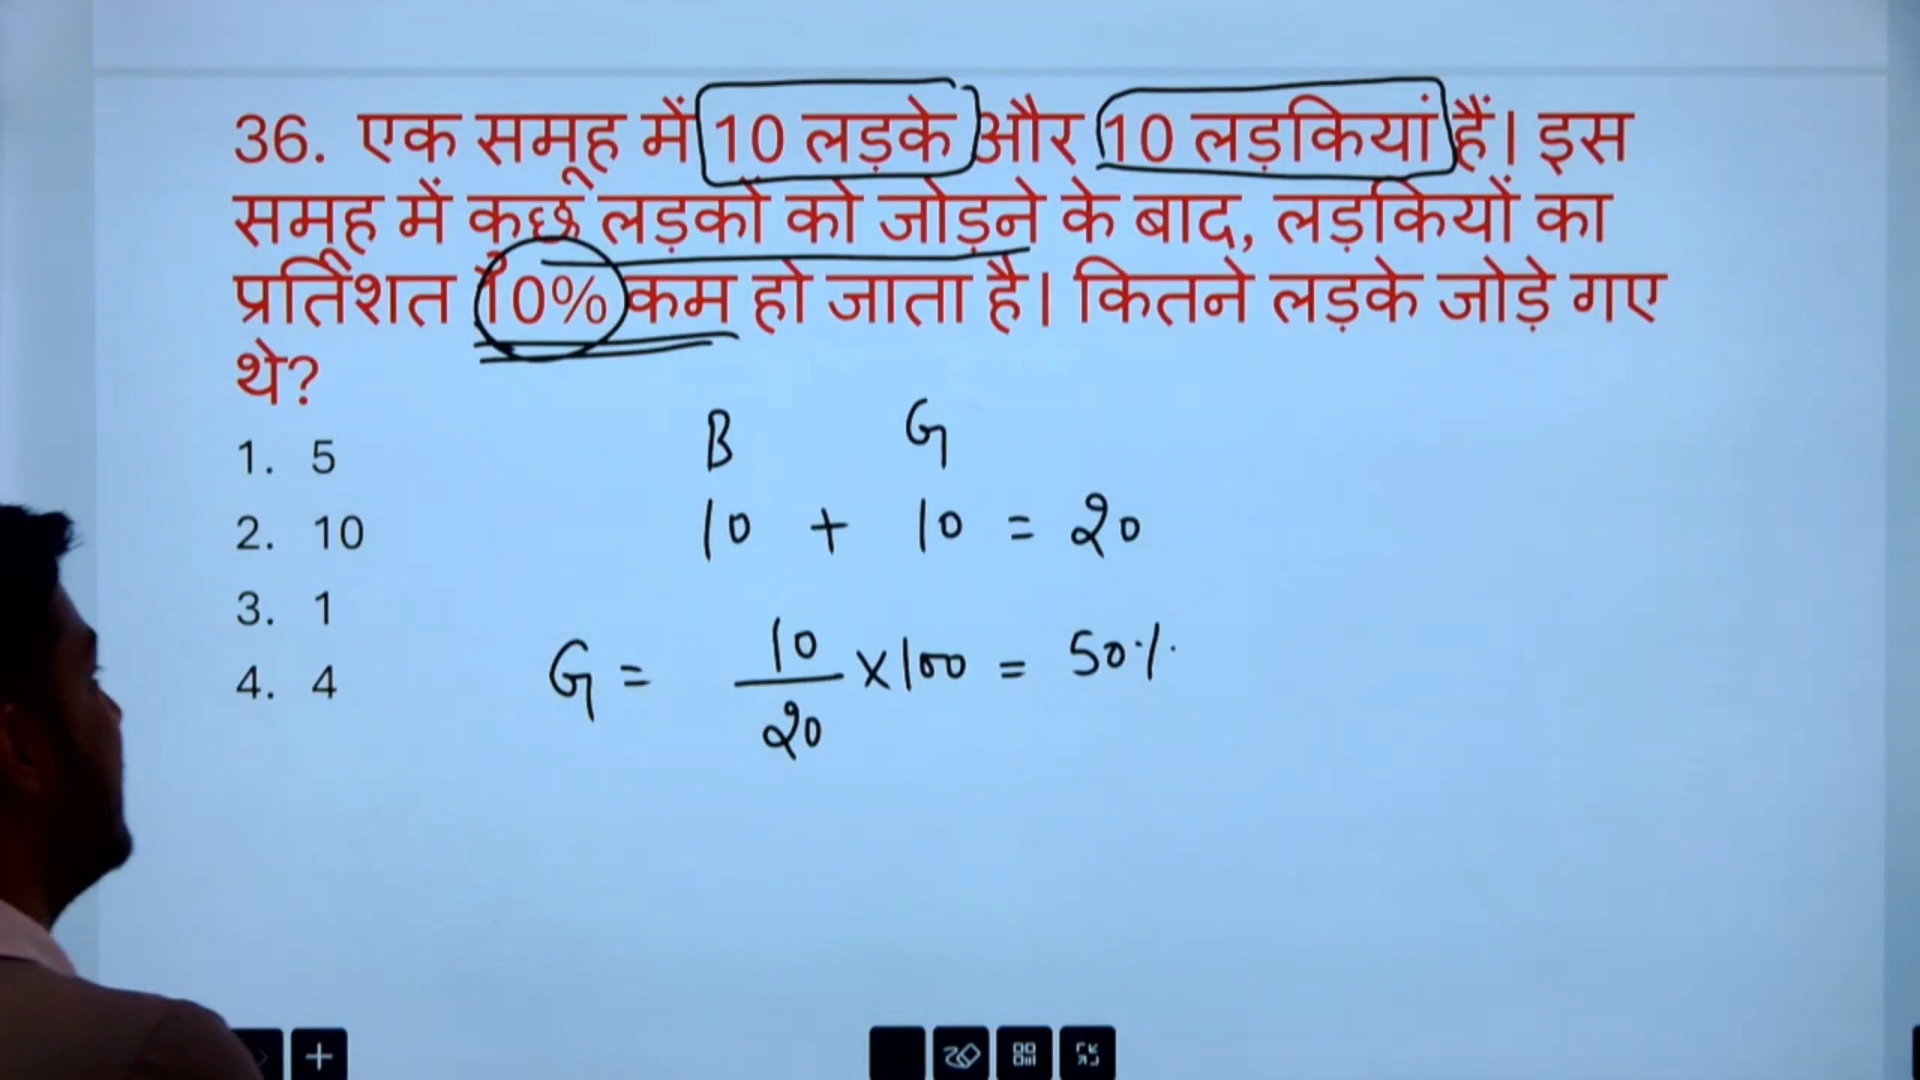 36. एक समूह में 10 लड़के और 10 लड़कियां हैं। इस
समूह में कुछ लड़कों को जोड़ने के बाद, लड़कियों का
प्रतिशत 10% कम हो जाता है। कितने लड़के जोड़े गए
थे?
1. 5
2. 10
3. 1
4. 4
B G
10 + 10 = 20
G = 10/20 × 100 = 50%